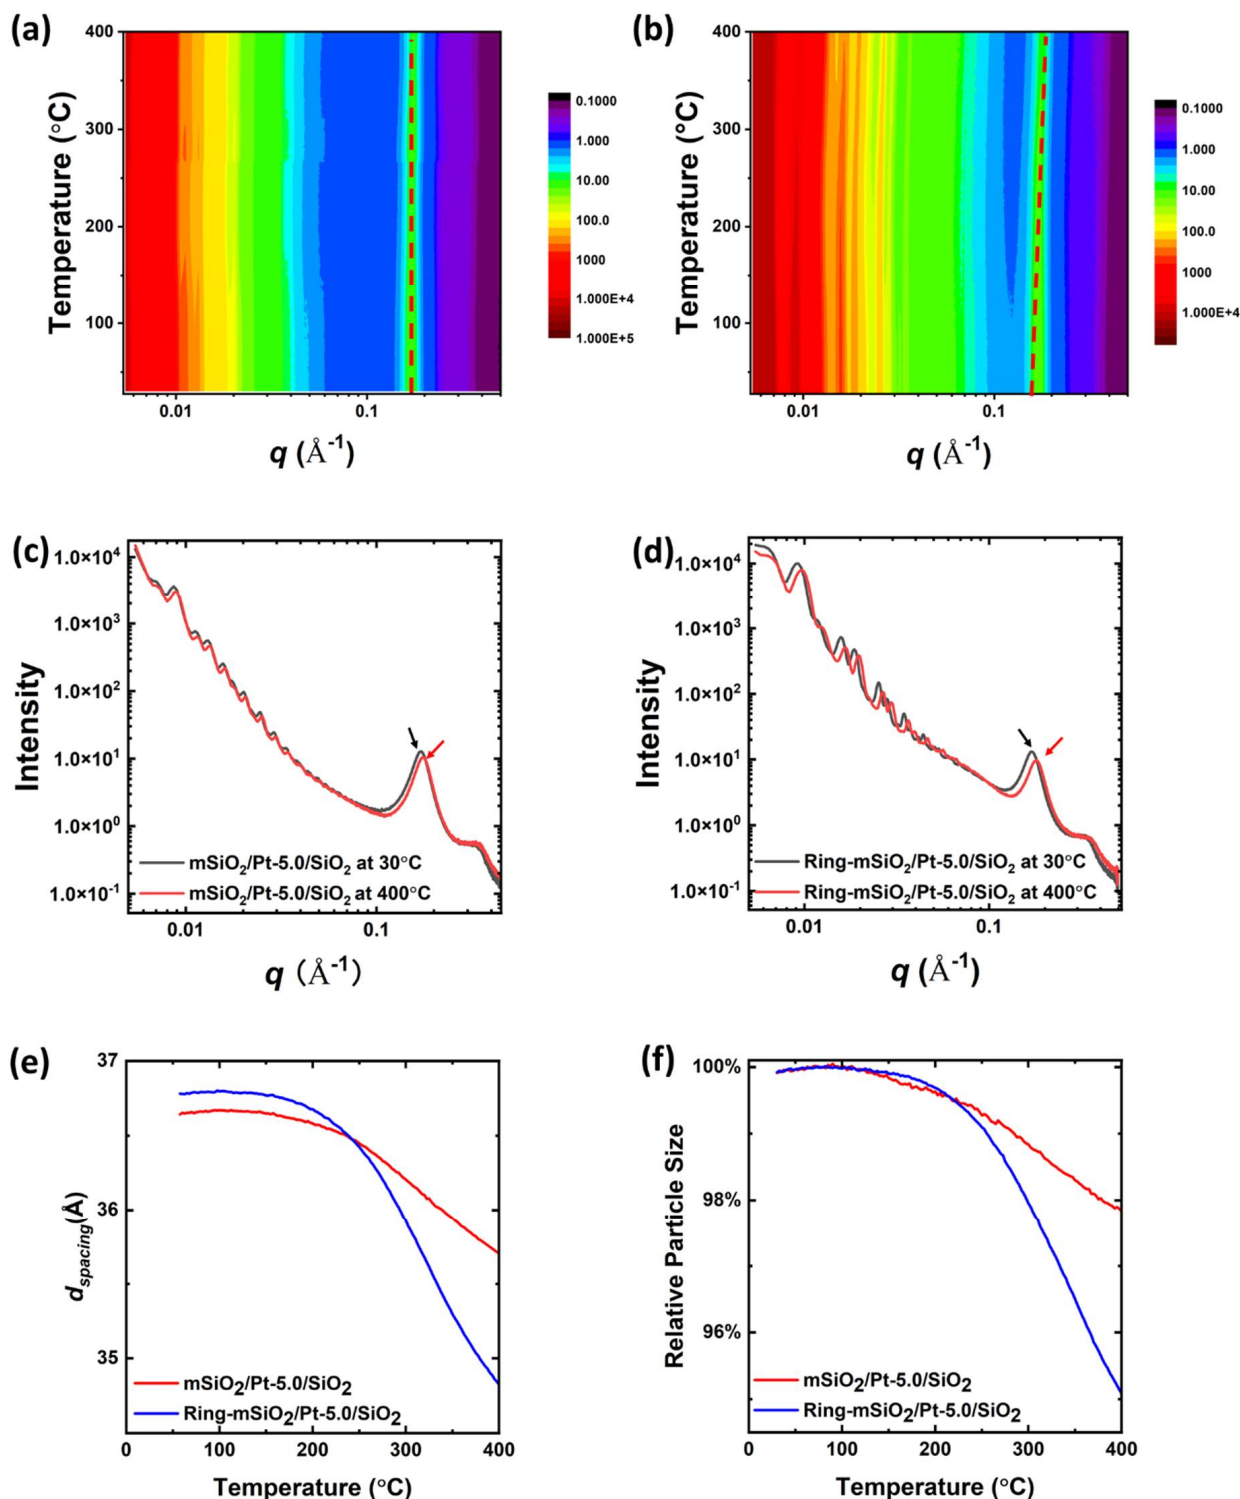 (a)
400
300
200
100
Temperature (°C)
0.01
0.1
q (Å⁻¹)
0.1000
1.000
10.00
100.0
1000
1.000E+4
1.000E+5
(b)
400
300
200
100
Temperature (°C)
0.01
0.1
q (Å⁻¹)
0.1000
1.000
10.00
100.0
1000
1.000E+4
(c)
1.0×10⁴
1.0×10³
1.0×10²
1.0×10¹
1.0×10⁰
1.0×10⁻¹
Intensity
mSiO₂/Pt-5.0/SiO₂ at 30°C
mSiO₂/Pt-5.0/SiO₂ at 400°C
0.01
0.1
q (Å⁻¹)
(d)
1.0×10⁴
1.0×10³
1.0×10²
1.0×10¹
1.0×10⁰
1.0×10⁻¹
Intensity
Ring-mSiO₂/Pt-5.0/SiO₂ at 30°C
Ring-mSiO₂/Pt-5.0/SiO₂ at 400°C
0.01
0.1
q (Å⁻¹)
(e)
37
36
35
d_spacing(Å)
mSiO₂/Pt-5.0/SiO₂
Ring-mSiO₂/Pt-5.0/SiO₂
0
100
200
300
400
Temperature (°C)
(f)
100%
98%
96%
Relative Particle Size
mSiO₂/Pt-5.0/SiO₂
Ring-mSiO₂/Pt-5.0/SiO₂
0
100
200
300
400
Temperature (°C)